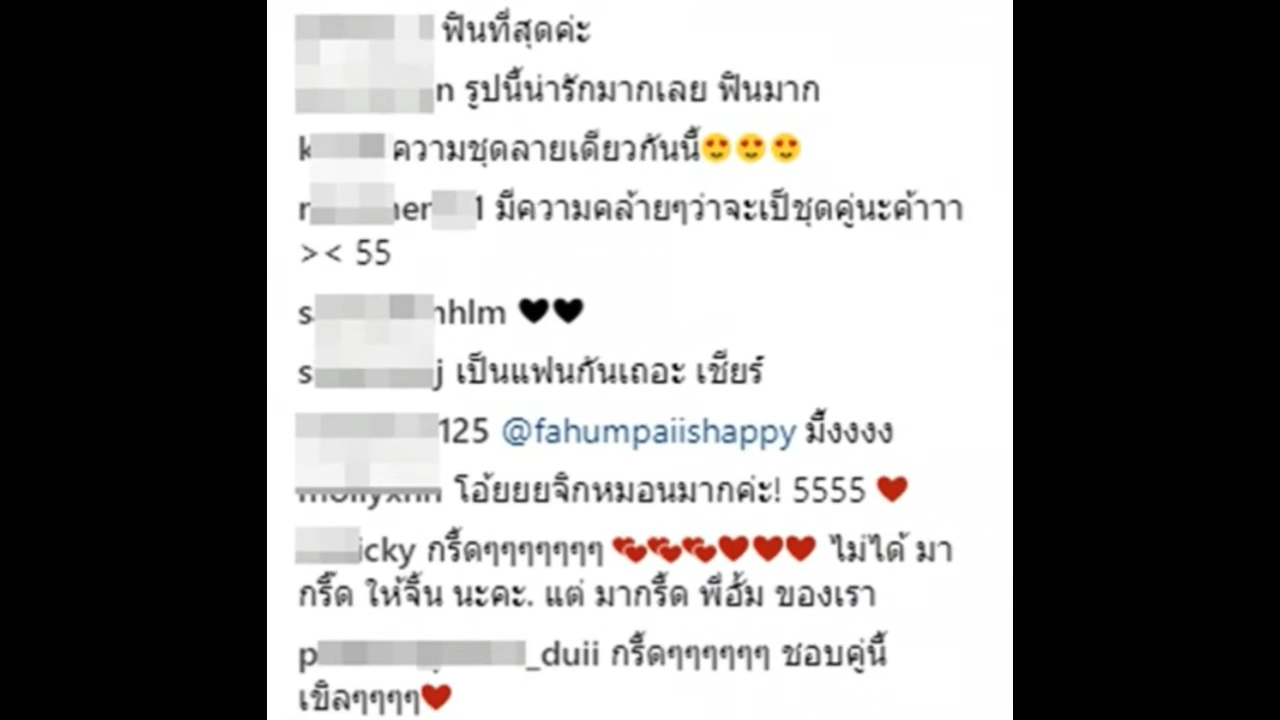 ฟินที่สุดค่ะ
n รูปนี้น่ารักมากเลย ฟินมาก
k ความชุดลายเดียวกันนี้😍😍😍
r her 1 มีความคล้ายๆว่าจะเป็ชุดคู่นะค้าาา
>< 55
s nhlm 🖤🖤
s j เป็นแฟนกันเถอะ เชียร์
125 @fahumpaiishappy มึ้งงงง
โอ้ยยยจิกหมอนมากค่ะ! 5555 ❤
icky กรี้ดๆๆๆๆๆๆๆ 💕💕💕❤❤❤ ไม่ได้ มา
กรี๊ด ให้จิ้น นะคะ. แต่ มากรี้ด พี่อั้ม ของเรา
p _duii กรี้ดๆๆๆๆๆๆ ชอบคู่นี้
เขิลๆๆๆๆ❤